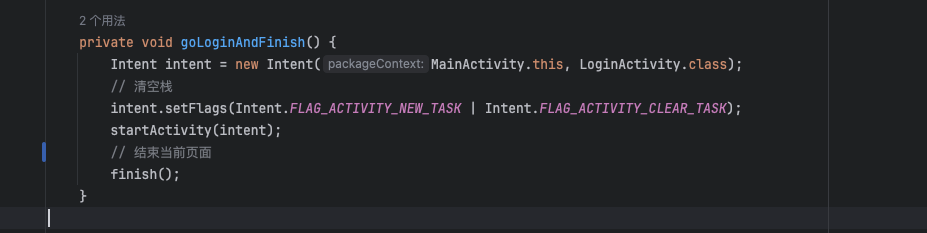 2 个用法
private void goLoginAndFinish() {
Intent intent = new Intent( packageContext: MainActivity.this, LoginActivity.class);
// 清空栈
intent.setFlags(Intent.FLAG_ACTIVITY_NEW_TASK | Intent.FLAG_ACTIVITY_CLEAR_TASK);
startActivity(intent);
// 结束当前页面
finish();
}